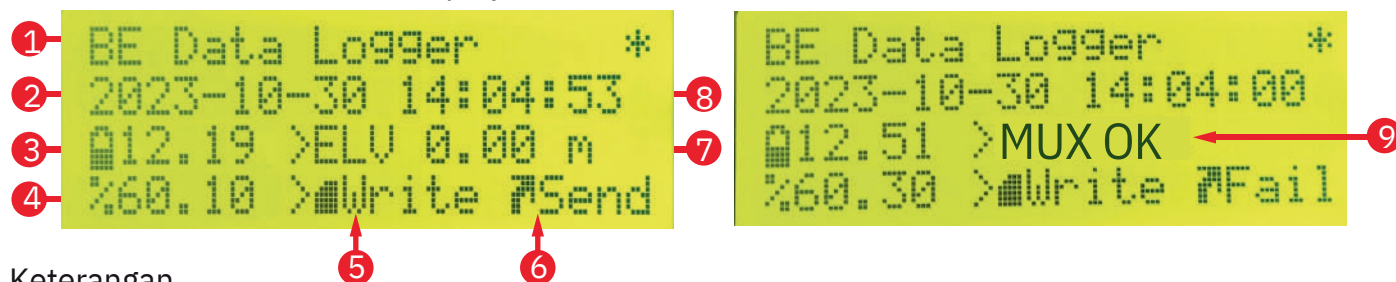 BE Data Logger *
2023-10-30 14:04:53
12.19 >ELV 0.00 m
%60.10 >Write Send
1
2
3
4
5
6
7
8
BE Data Logger *
2023-10-30 14:04:00
12.51 >MUX OK
%60.30 >Write Fail
9
Keterangan